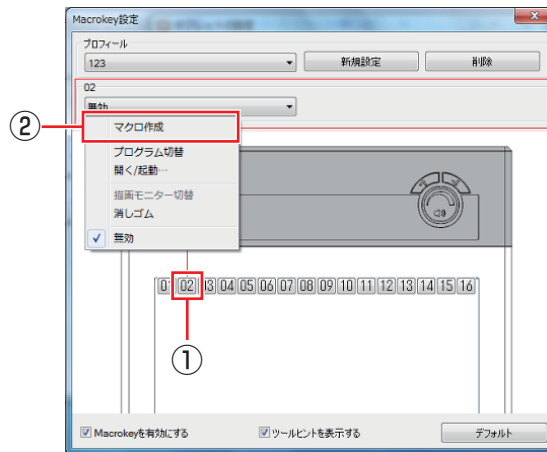 Macrokey設定
プロフィール
123
新規設定
削除
02
無効
② マクロ作成
プログラム切替
開く/起動…
描画モニター切替
消しゴム
✓ 無効
01 02 03 04 05 06 07 08 09 10 11 12 13 14 15 16
①
Macrokeyを有効にする
ツールヒントを表示する
デフォルト